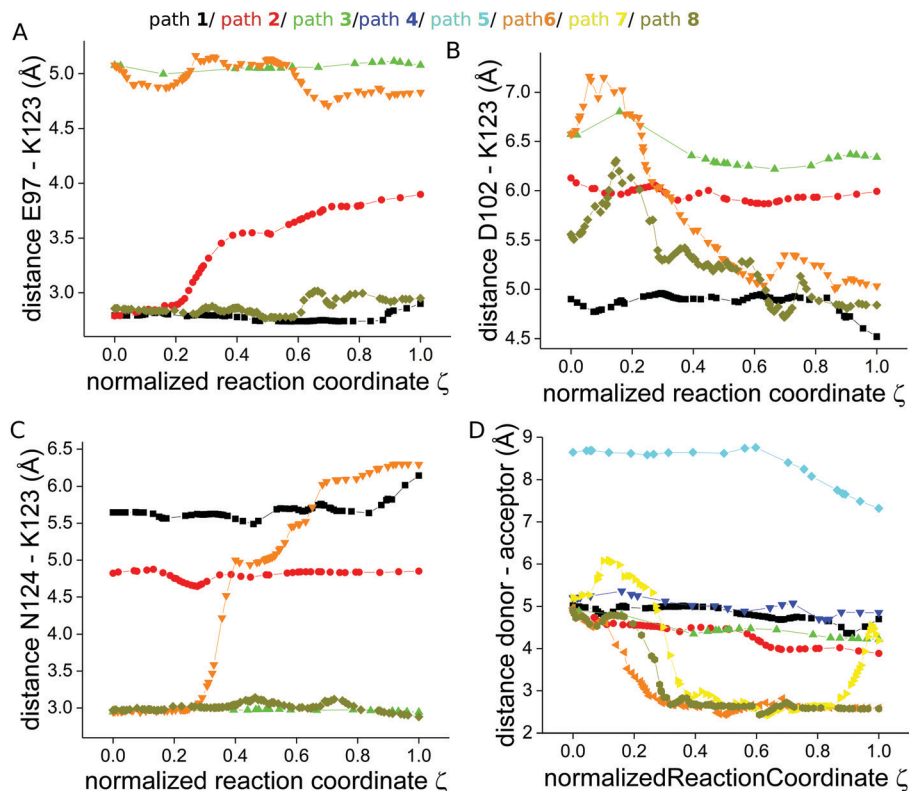 path 1/ path 2/ path 3/path 4/ path 5/ path6/ path 7/ path 8
A
distance E97 - K123 (Å)
5.0
4.5
4.0
3.5
3.0
0.0 0.2 0.4 0.6 0.8 1.0
normalized reaction coordinate ζ
B
distance D102 - K123 (Å)
7.0
6.5
6.0
5.5
5.0
4.5
0.0 0.2 0.4 0.6 0.8 1.0
normalized reaction coordinate ζ
C
distance N124 - K123 (Å)
6.5
6.0
5.5
5.0
4.5
4.0
3.5
3.0
0.0 0.2 0.4 0.6 0.8 1.0
normalized reaction coordinate ζ
D
distance donor - acceptor (Å)
9
8
6
5
4
2
0.0 0.2 0.4 0.6 0.8 1.0
normalizedReactionCoordinate ζ